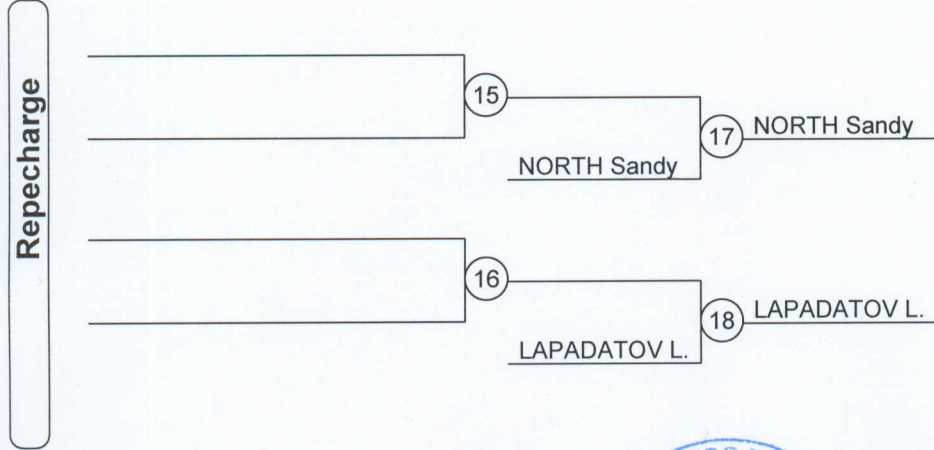 Repecharge
15
17 NORTH Sandy
NORTH Sandy
16
18 LAPADATOV L.
LAPADATOV L.